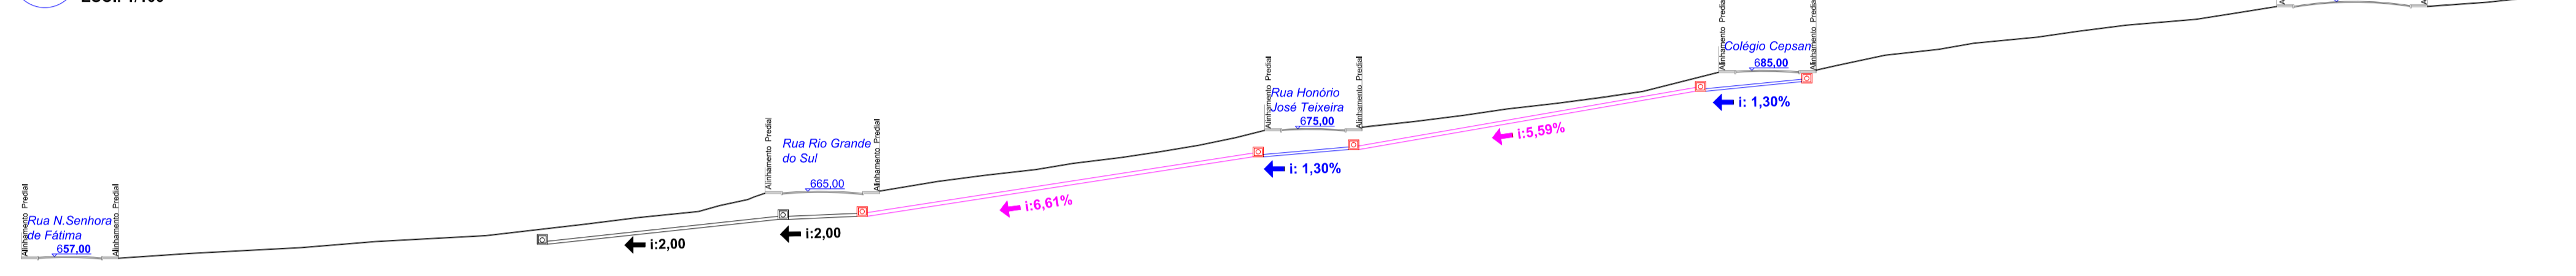 Alinhamento Predial
Rua N.Senhora
de Fátima
657,00
Alinhamento Predial
i:2,00
Alinhamento Predial
Rua Rio Grande
do Sul
665,00
Alinhamento Predial
i:2,00
i:6,61%
Alinhamento Predial
Rua Honório
José Teixeira
675,00
Alinhamento Predial
i: 1,30%
i:5,59%
Alinhamento Predial
Colégio Cepsan
685,00
Alinhamento Predial
i: 1,30%